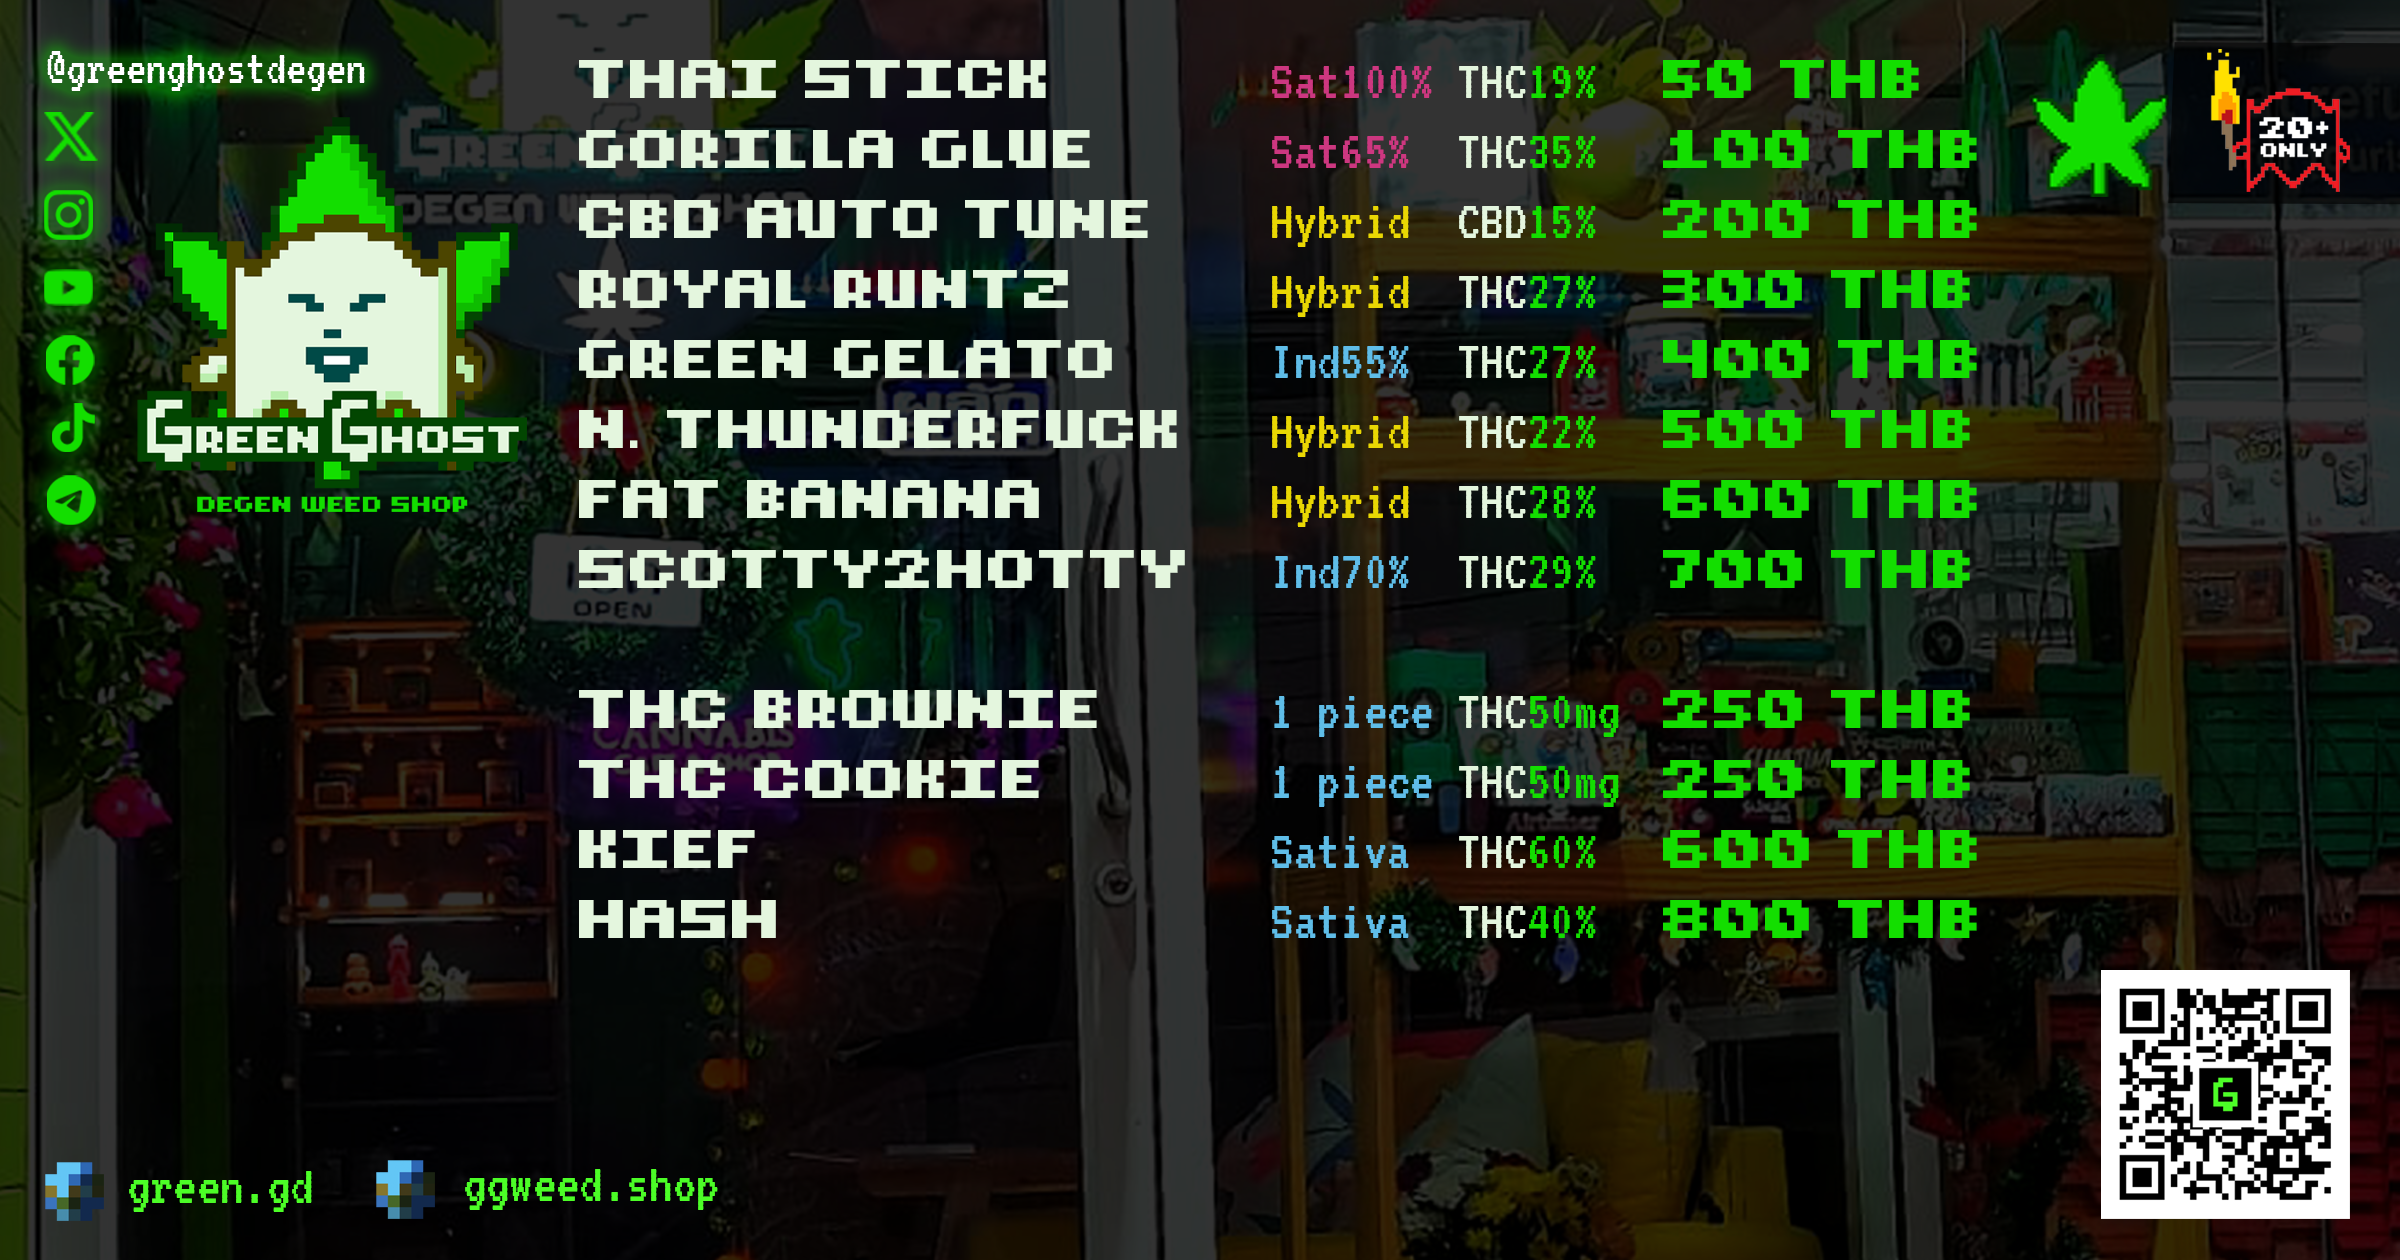 @greenghostdegen
GREEN GHOST
DEGEN WEED SHOP
THAI STICK Sat100% THC19% 50 THB
GORILLA GLUE Sat65% THC35% 100 THB
CBD AUTO TUNE Hybrid CBD15% 200 THB
ROYAL RUNTZ Hybrid THC27% 300 THB
GREEN GELATO Ind55% THC27% 400 THB
N. THUNDERFUCK Hybrid THC22% 500 THB
FAT BANANA Hybrid THC28% 600 THB
SCOTTY2HOTTY Ind70% THC29% 700 THB
THC BROWNIE 1 piece THC50mg 250 THB
THC COOKIE 1 piece THC50mg 250 THB
KIEF Sativa THC60% 600 THB
HASH Sativa THC40% 800 THB
20+
ONLY
OPEN
CANNABIS
G
green.gd
ggweed.shop